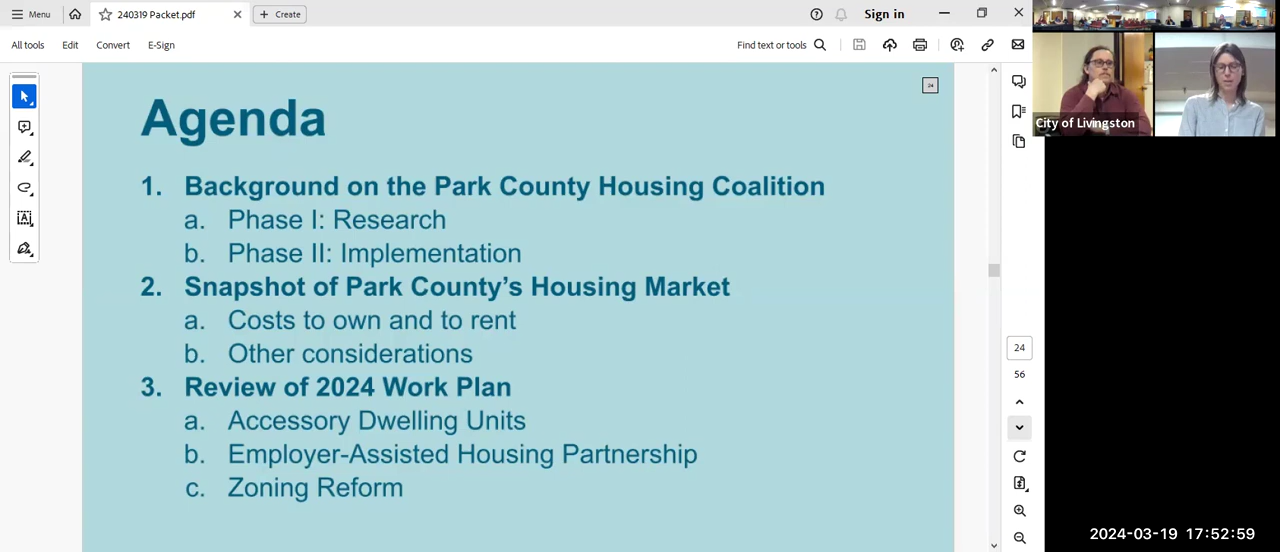 Menu
240319 Packet.pdf
Create
Sign in
All tools
Edit
Convert
E-Sign
Find text or tools
24
Agenda
1. Background on the Park County Housing Coalition
a. Phase I: Research
b. Phase II: Implementation
2. Snapshot of Park County's Housing Market
a. Costs to own and to rent
b. Other considerations
3. Review of 2024 Work Plan
a. Accessory Dwelling Units
b. Employer-Assisted Housing Partnership
c. Zoning Reform
24
56
City of Livingston
2024-03-19 17:52:59